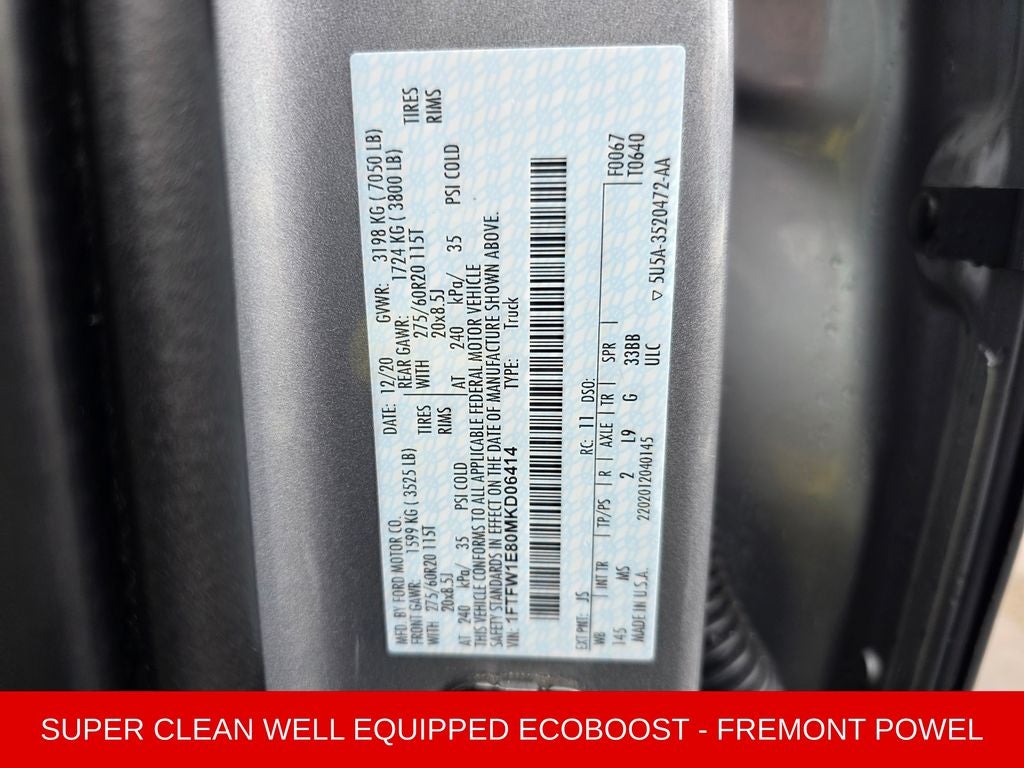 MFD. BY FORD MOTOR CO.
DATE: 12/20 GVWR: 3198 KG ( 7050 LB)
FRONT GAWR: 1599 KG ( 3525 LB)
REAR GAWR: 1724 KG ( 3800 LB)
WITH 275/60R20 115T TIRES
WITH 275/60R20 115T TIRES
20x8.5J RIMS
20x8.5J RIMS
AT 240 kPa/ 35 PSI COLD
AT 240 kPa/ 35 PSI COLD
THIS VEHICLE CONFORMS TO ALL APPLICABLE FEDERAL MOTOR VEHICLE
SAFETY STANDARDS IN EFFECT ON THE DATE OF MANUFACTURE SHOWN ABOVE.
VIN: 1FTFW1E80MKD06414 TYPE: Truck
EXT PNT: JS RC: 11 DSO: F0067
WB INT TR TP/PS R AXLE TR SPR T0640
145 MS 2 L9 G 33BB
MADE IN U.S.A. 2202012040145 ULC
5U5A-3520472-AA
SUPER CLEAN WELL EQUIPPED ECOBOOST - FREMONT POWEL